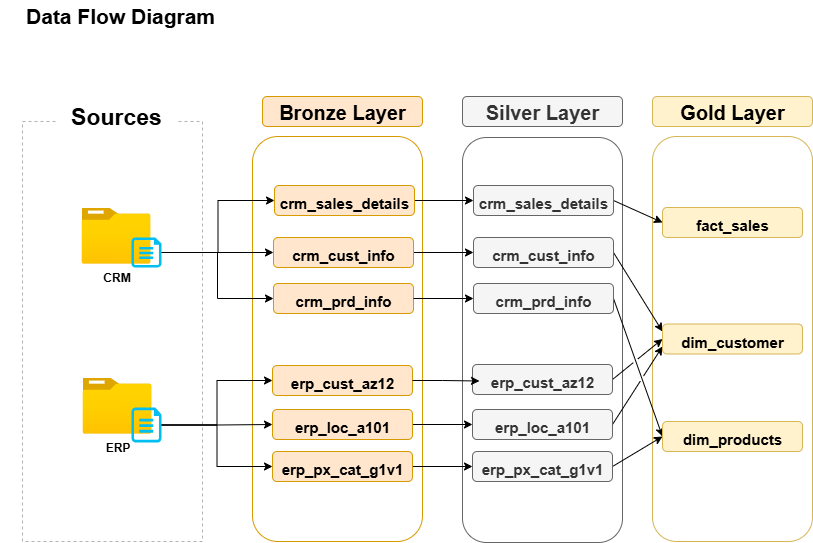 Data Flow Diagram
Sources
Bronze Layer
Silver Layer
Gold Layer
CRM
ERP
crm_sales_details
crm_cust_info
crm_prd_info
erp_cust_az12
erp_loc_a101
erp_px_cat_g1v1
crm_sales_details
crm_cust_info
crm_prd_info
erp_cust_az12
erp_loc_a101
erp_px_cat_g1v1
fact_sales
dim_customer
dim_products